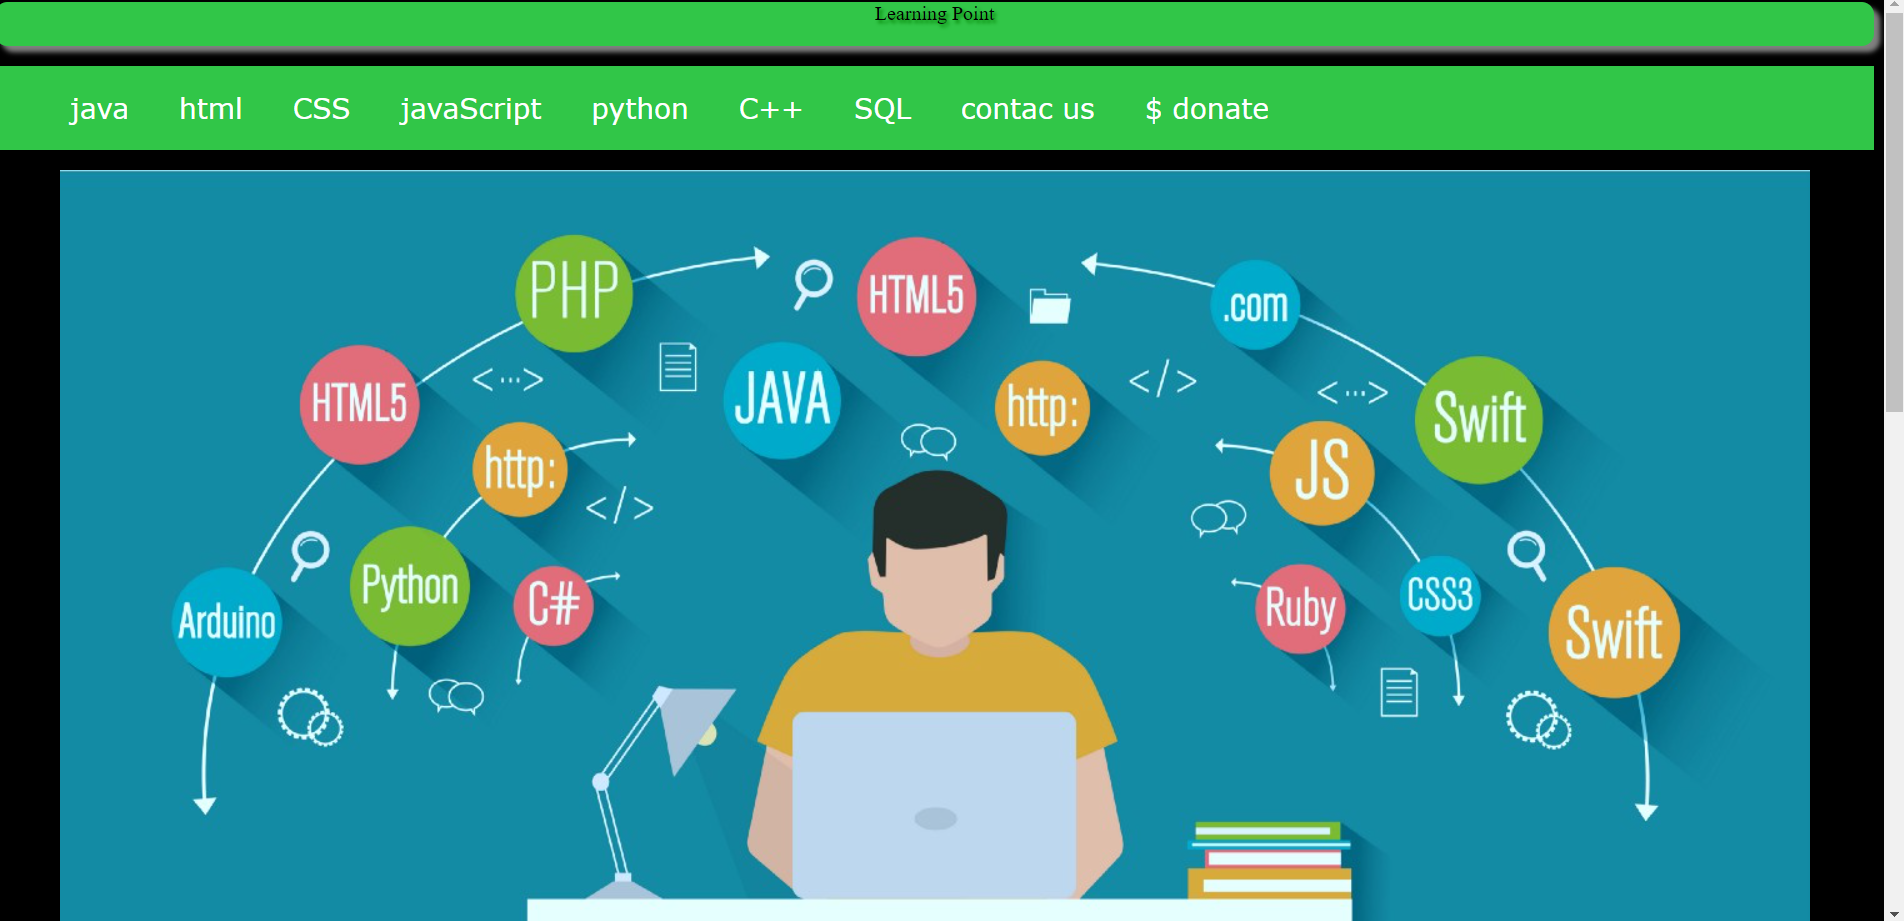 Learning Point
java html CSS javaScript python C++ SQL contac us $ donate
PHP
HTML5
.com
HTML5
JAVA
http:
Swift
http:
JS
<···>
</>
<···>
</>
Python
C#
Ruby
CSS3
Arduino
Swift